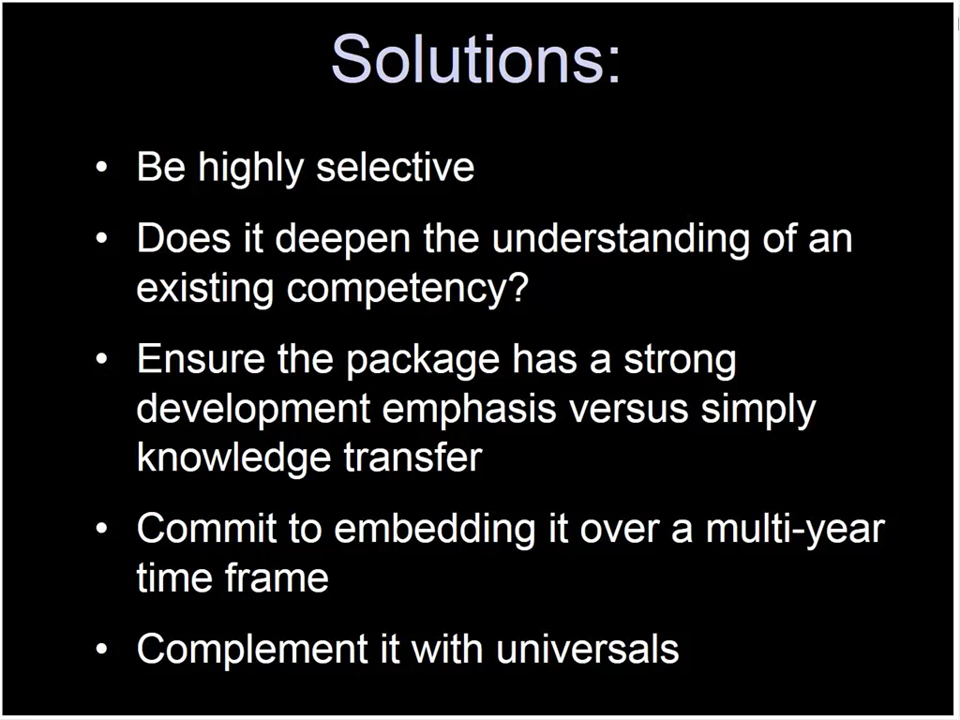 Solutions:
• Be highly selective
• Does it deepen the understanding of an
existing competency?
• Ensure the package has a strong
development emphasis versus simply
knowledge transfer
• Commit to embedding it over a multi-year
time frame
• Complement it with universals